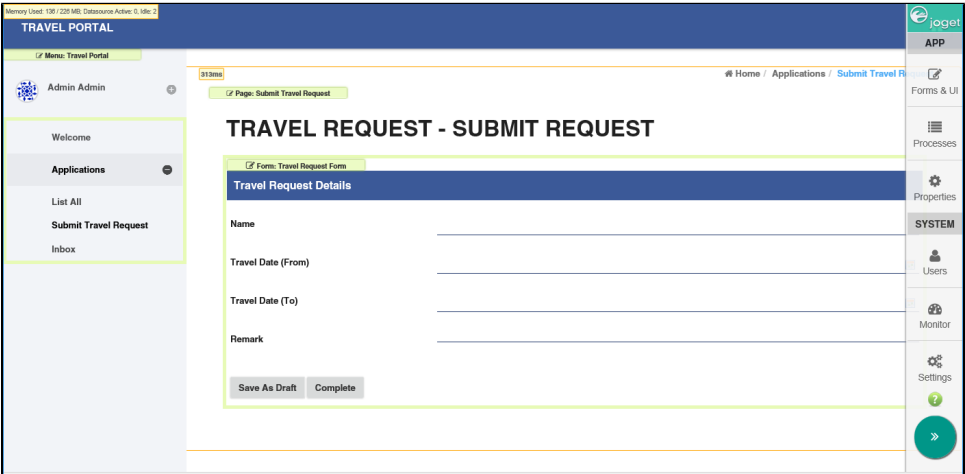 Memory Used: 136 / 226 MB; Datasource Active: 0, Idle: 2
TRAVEL PORTAL
joget
APP
Menu: Travel Portal
313ms
Home / Applications / Submit Travel
Admin Admin
Page: Submit Travel Request
Forms & UI
TRAVEL REQUEST - SUBMIT REQUEST
Welcome
Processes
Form: Travel Request Form
Applications
Travel Request Details
Properties
List All
Submit Travel Request
Name
SYSTEM
Inbox
Travel Date (From)
Users
Travel Date (To)
Monitor
Remark
Settings
Save As Draft Complete